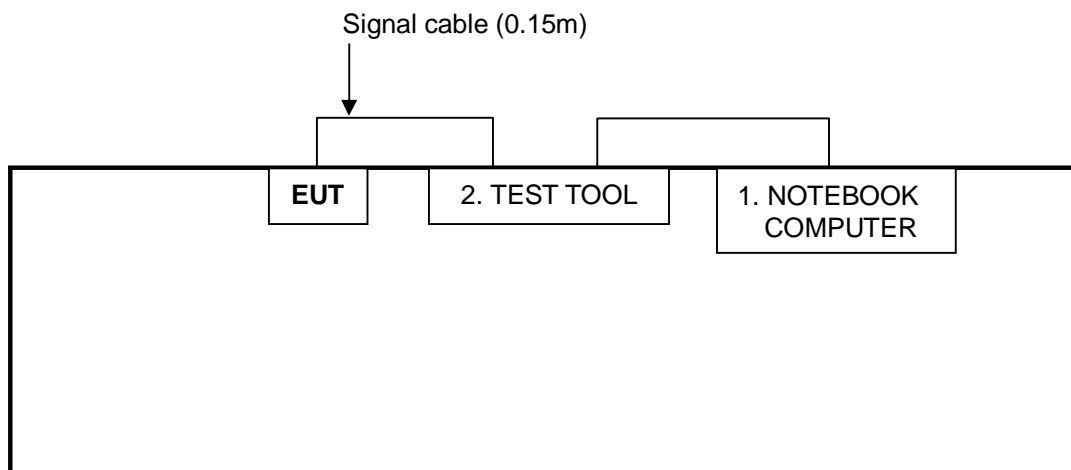 Signal cable (0.15m)
EUT
2. TEST TOOL
1. NOTEBOOK
COMPUTER